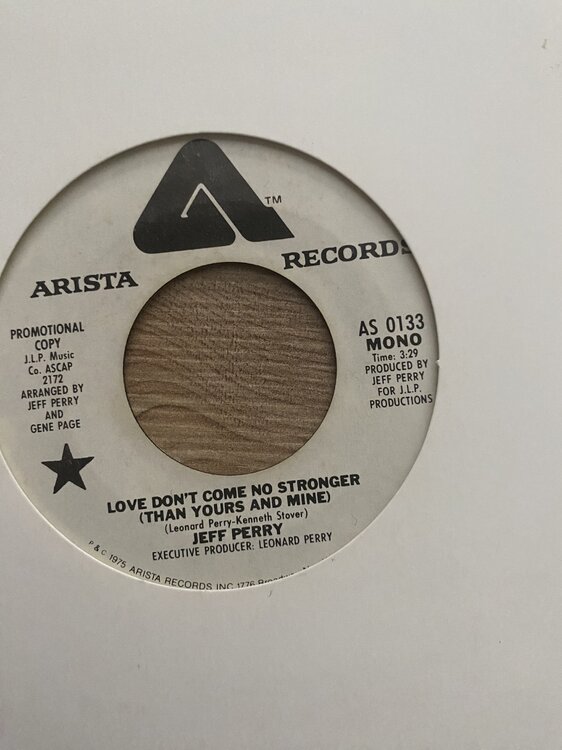 TM
ARISTA RECORDS
PROMOTIONAL
COPY
J.L.P. Music
Co. ASCAP
2172
ARRANGED BY
JEFF PERRY
AND
GENE PAGE
AS 0133
MONO
Time: 3:29
PRODUCED BY
JEFF PERRY
FOR J.L.P.
PRODUCTIONS
LOVE DON'T COME NO STRONGER
(THAN YOURS AND MINE)
(Leonard Perry-Kenneth Stover)
JEFF PERRY
EXECUTIVE PRODUCER: LEONARD PERRY
P & C 1975 ARISTA RECORDS INC 1776